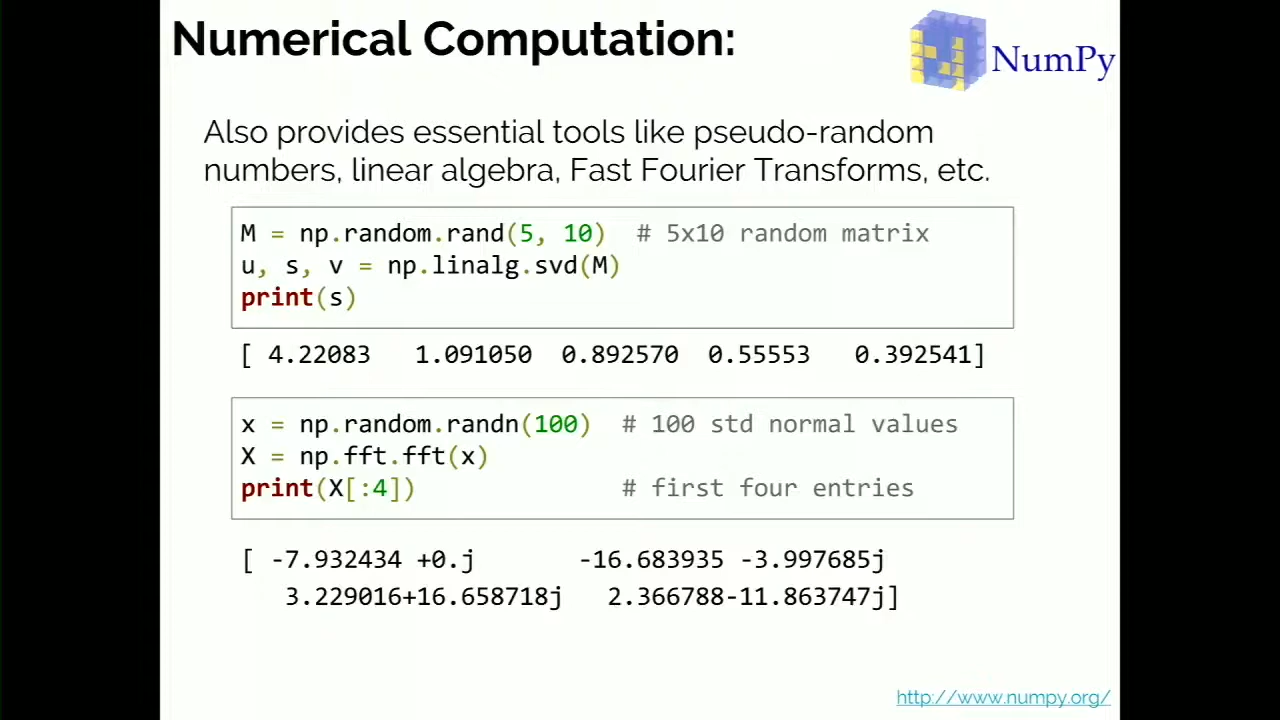 Numerical Computation:
NumPy
Also provides essential tools like pseudo-random
numbers, linear algebra, Fast Fourier Transforms, etc.
M = np.random.rand(5, 10)  # 5x10 random matrix
u, s, v = np.linalg.svd(M)
print(s)
[ 4.22083   1.091050  0.892570  0.55553   0.392541]
x = np.random.randn(100)  # 100 std normal values
X = np.fft.fft(x)
print(X[:4])              # first four entries
[ -7.932434 +0.j       -16.683935 -3.997685j
3.229016+16.658718j   2.366788-11.863747j]
http://www.numpy.org/